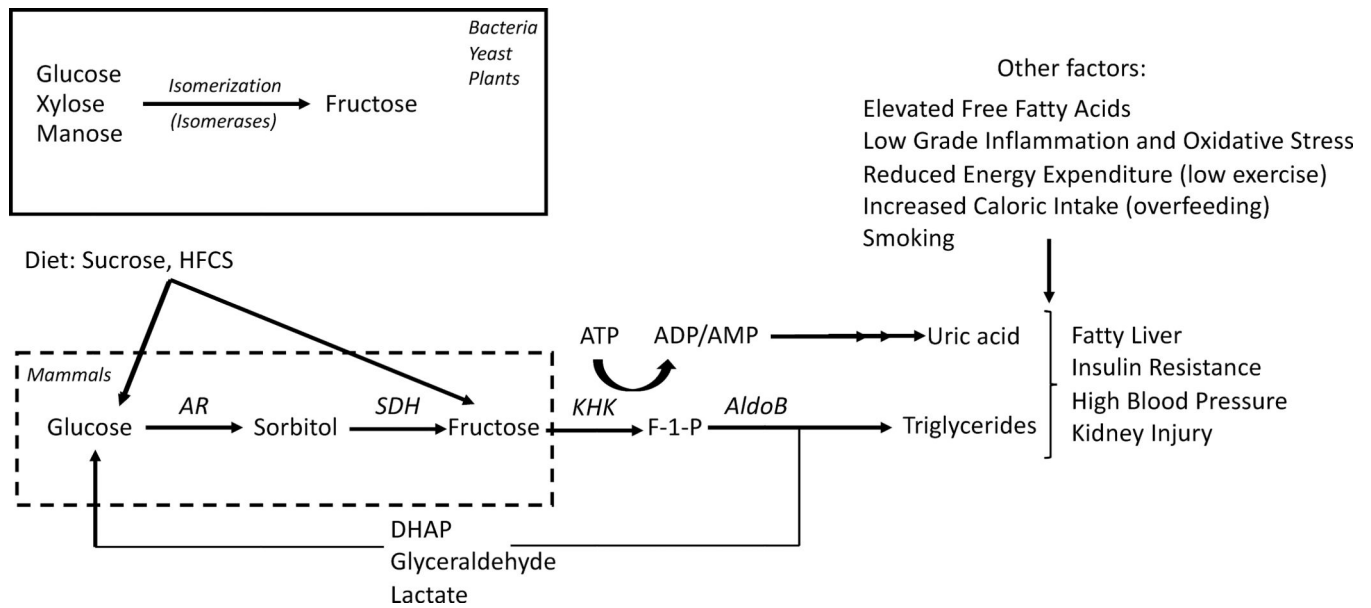 Bacteria
Yeast
Plants
Glucose
Xylose
Manose
Isomerization
(Isomerases)
Fructose
Other factors:
Elevated Free Fatty Acids
Low Grade Inflammation and Oxidative Stress
Reduced Energy Expenditure (low exercise)
Increased Caloric Intake (overfeeding)
Smoking
Diet: Sucrose, HFCS
ATP
ADP/AMP
Uric acid
Mammals
Glucose
AR
Sorbitol
SDH
Fructose
KHK
F-1-P
AldoB
Triglycerides
Fatty Liver
Insulin Resistance
High Blood Pressure
Kidney Injury
DHAP
Glyceraldehyde
Lactate